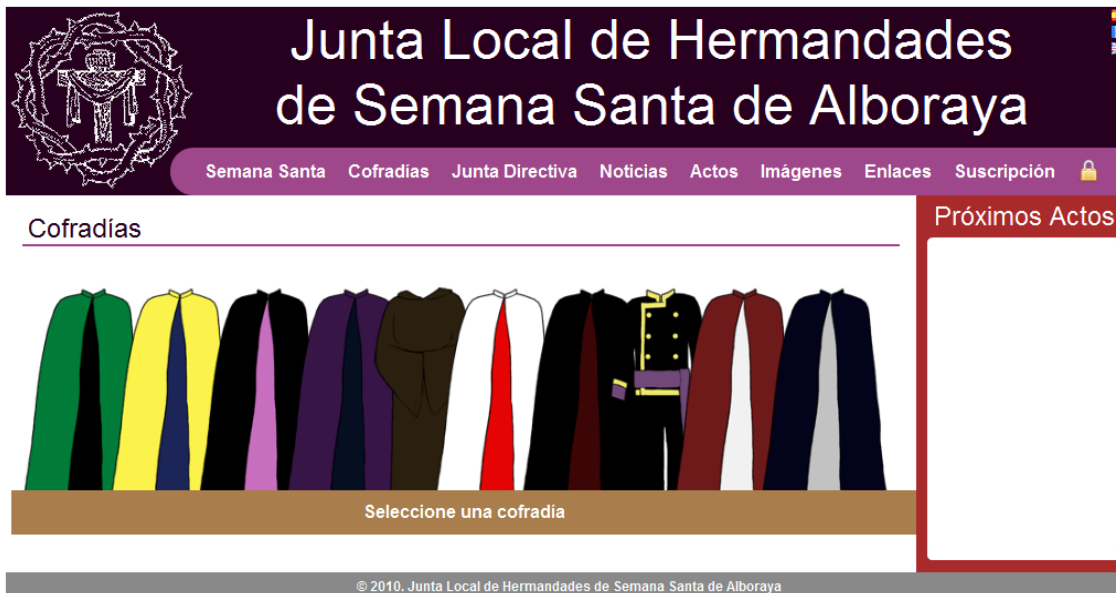 Junta Local de Hermandades
de Semana Santa de Alboraya
Semana Santa Cofradías Junta Directiva Noticias Actos Imágenes Enlaces Suscripción
Cofradías
Próximos Actos
Seleccione una cofradía
© 2010. Junta Local de Hermandades de Semana Santa de Alboraya